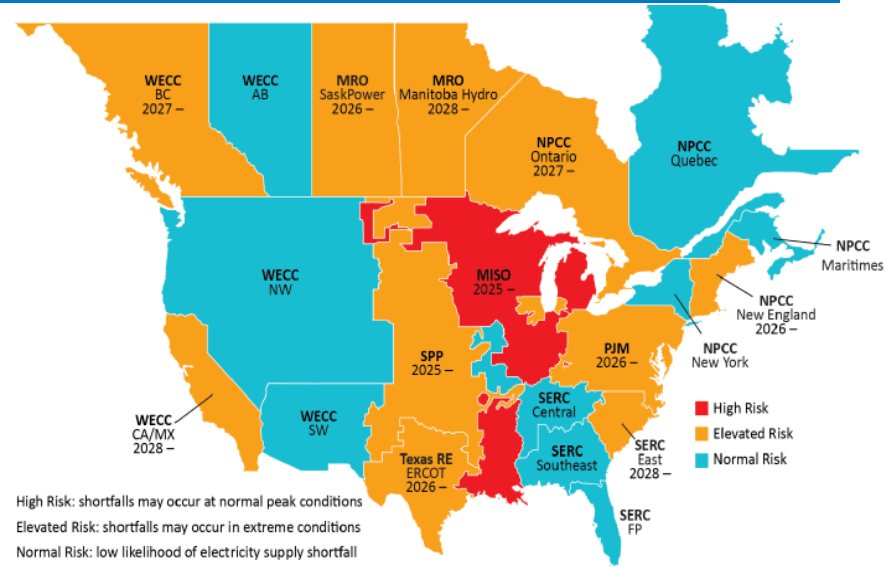 WECC
BC
2027 –
WECC
AB
MRO
SaskPower
2026 –
MRO
Manitoba Hydro
2028 –
NPCC
Ontario
2027 –
NPCC
Quebec
NPCC
Maritimes
WECC
NW
MISO
2025 –
NPCC
New England
2026 –
SPP
2025 –
PJM
2026 –
NPCC
New York
WECC
CA/MX
2028 –
WECC
SW
SERC
Central
High Risk
Elevated Risk
Normal Risk
SERC
Southeast
SERC
East
2028 –
Texas RE
ERCOT
2026 –
SERC
FP
High Risk: shortfalls may occur at normal peak conditions
Elevated Risk: shortfalls may occur in extreme conditions
Normal Risk: low likelihood of electricity supply shortfall